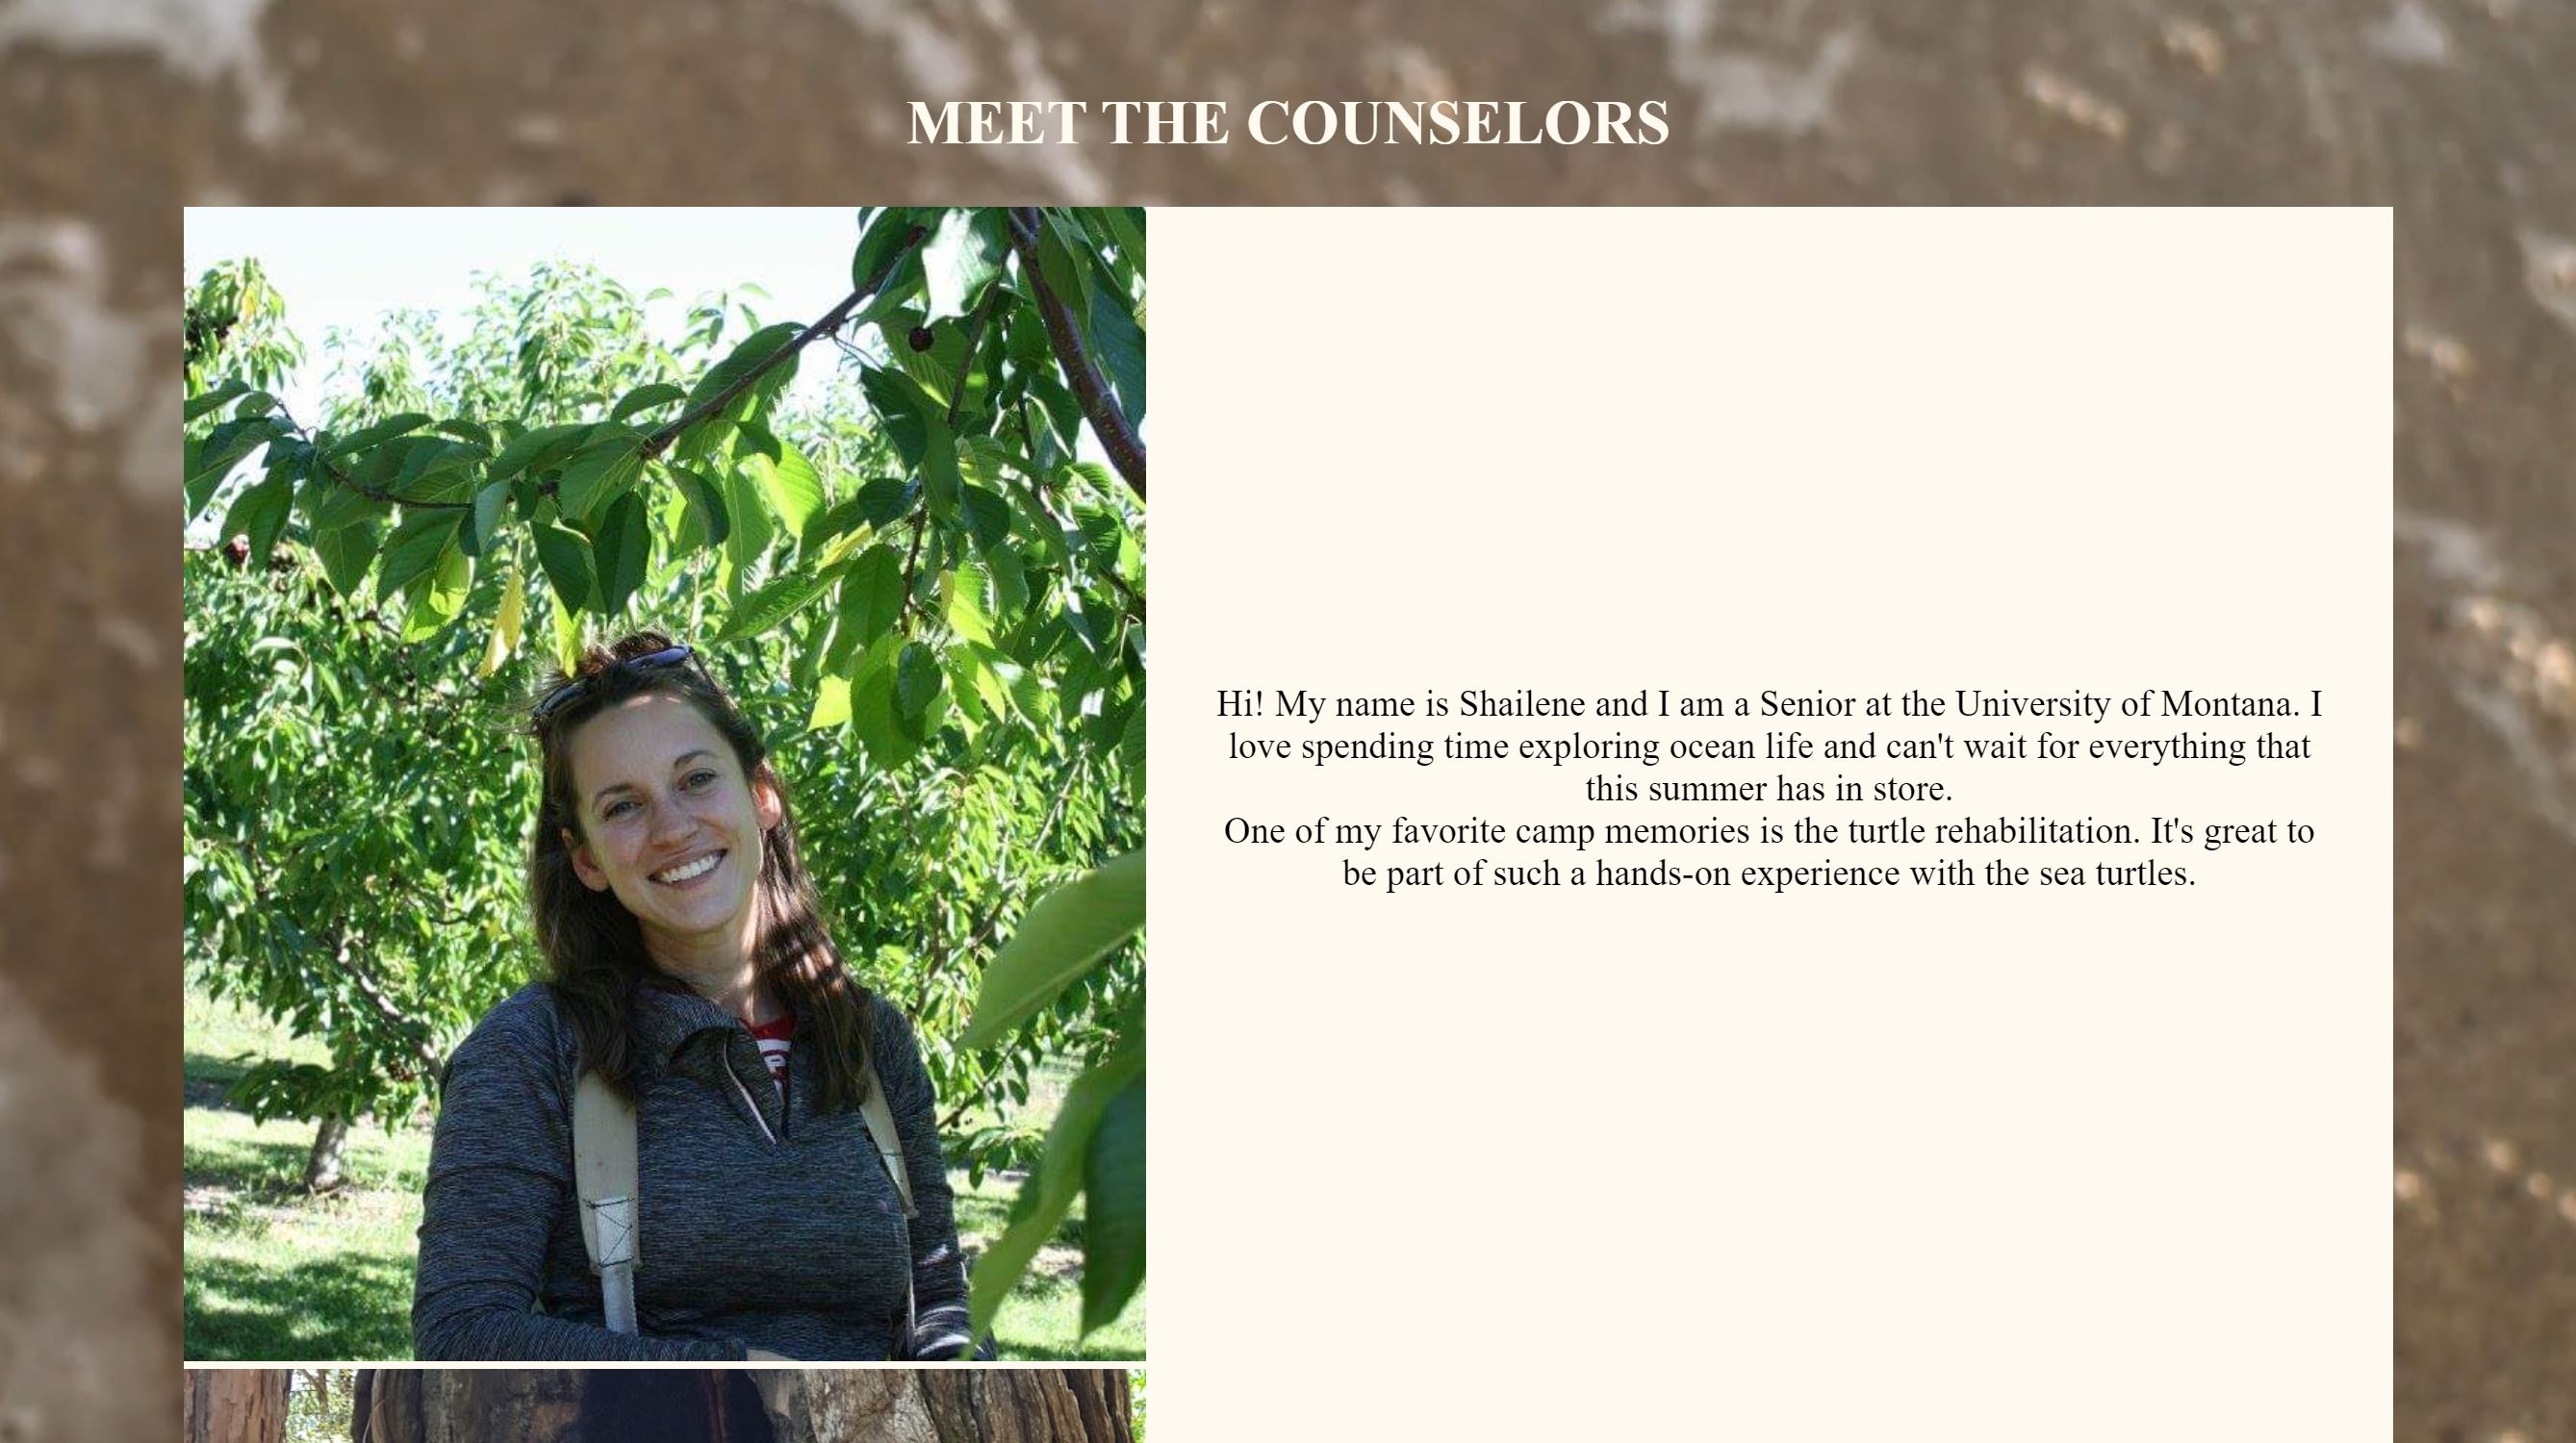 MEET THE COUNSELORS
Hi! My name is Shailene and I am a Senior at the University of Montana. I
love spending time exploring ocean life and can't wait for everything that
this summer has in store.
One of my favorite camp memories is the turtle rehabilitation. It's great to
be part of such a hands-on experience with the sea turtles.